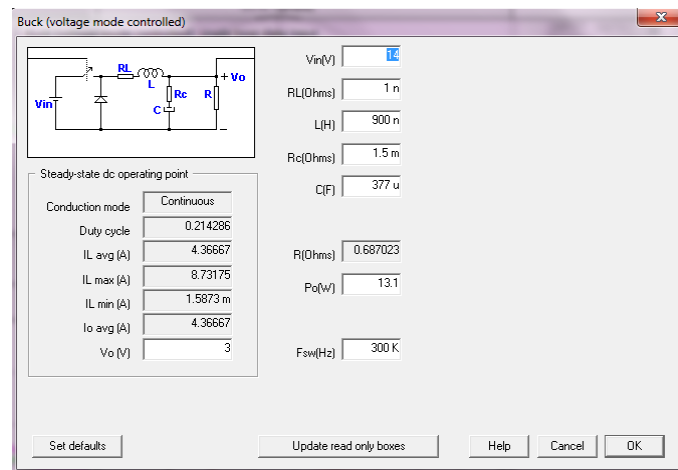 Buck (voltage mode controlled)
RL
L
+ Vo
Vin
Rc
R
C
Steady-state dc operating point
Conduction mode Continuous
Duty cycle 0.214286
IL avg (A) 4.36667
IL max (A) 8.73175
IL min (A) 1.5873 m
Io avg (A) 4.36667
Vo (V) 3
Vin(V) 14
RL(Ohms) 1 n
L(H) 900 n
Rc(Ohms) 1.5 m
C(F) 377 u
R(Ohms) 0.687023
Po(W) 13.1
Fsw(Hz) 300 K
Set defaults
Update read only boxes
Help
Cancel
OK